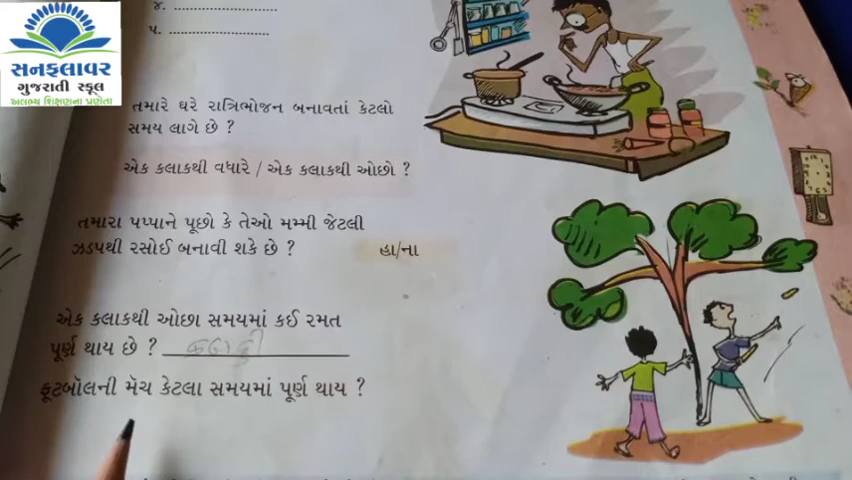 સનફલાવર
ગુજરાતી સ્કૂલ
અલભ્ય શિક્ષણના પ્રણેતા
૪. ......................
૫. ......................
તમારે ઘરે રાત્રિભોજન બનાવતાં કેટલો
સમય લાગે છે ?
એક કલાકથી વધારે / એક કલાકથી ઓછો ?
તમારા પપ્પાને પૂછો કે તેઓ મમ્મી જેટલી
ઝડપથી રસોઈ બનાવી શકે છે ? હા/ના
એક કલાકથી ઓછા સમયમાં કઈ રમત
પૂર્ણ થાય છે ? કબડ્ડી
ફૂટબૉલની મૅચ કેટલા સમયમાં પૂર્ણ થાય ?